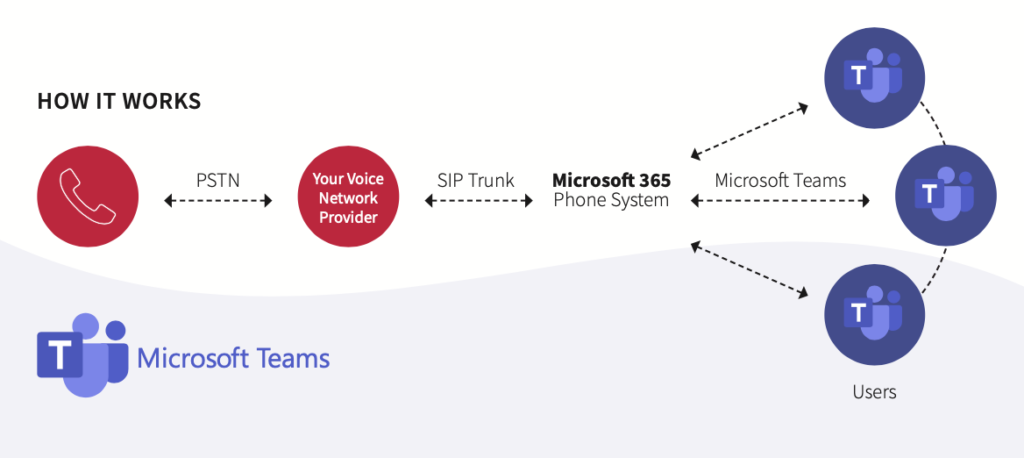 HOW IT WORKS
PSTN
Your Voice
Network
Provider
SIP Trunk
Microsoft 365
Phone System
Microsoft Teams
T
T
T
Users
T
Microsoft Teams